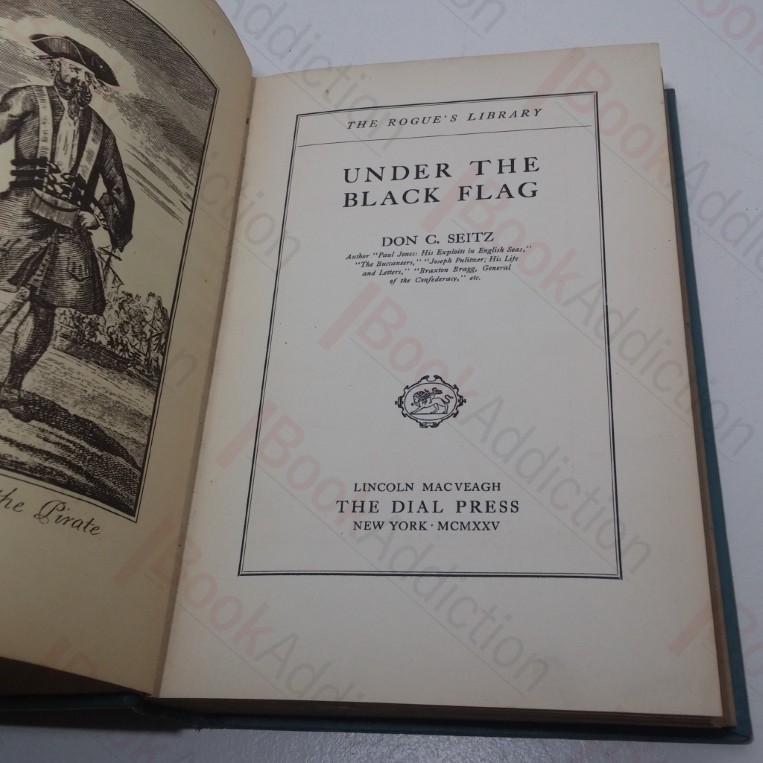 the Pirate
THE ROGUE'S LIBRARY
UNDER THE
BLACK FLAG
DON C. SEITZ
Author "Paul Jones: His Exploits in English Seas,"
"The Buccaneers," "Joseph Pulitzer; His Life
and Letters," "Braxton Bragg, General
of the Confederacy," etc.
LINCOLN MACVEAGH
THE DIAL PRESS
NEW YORK · MCMXXV
BookAddiction